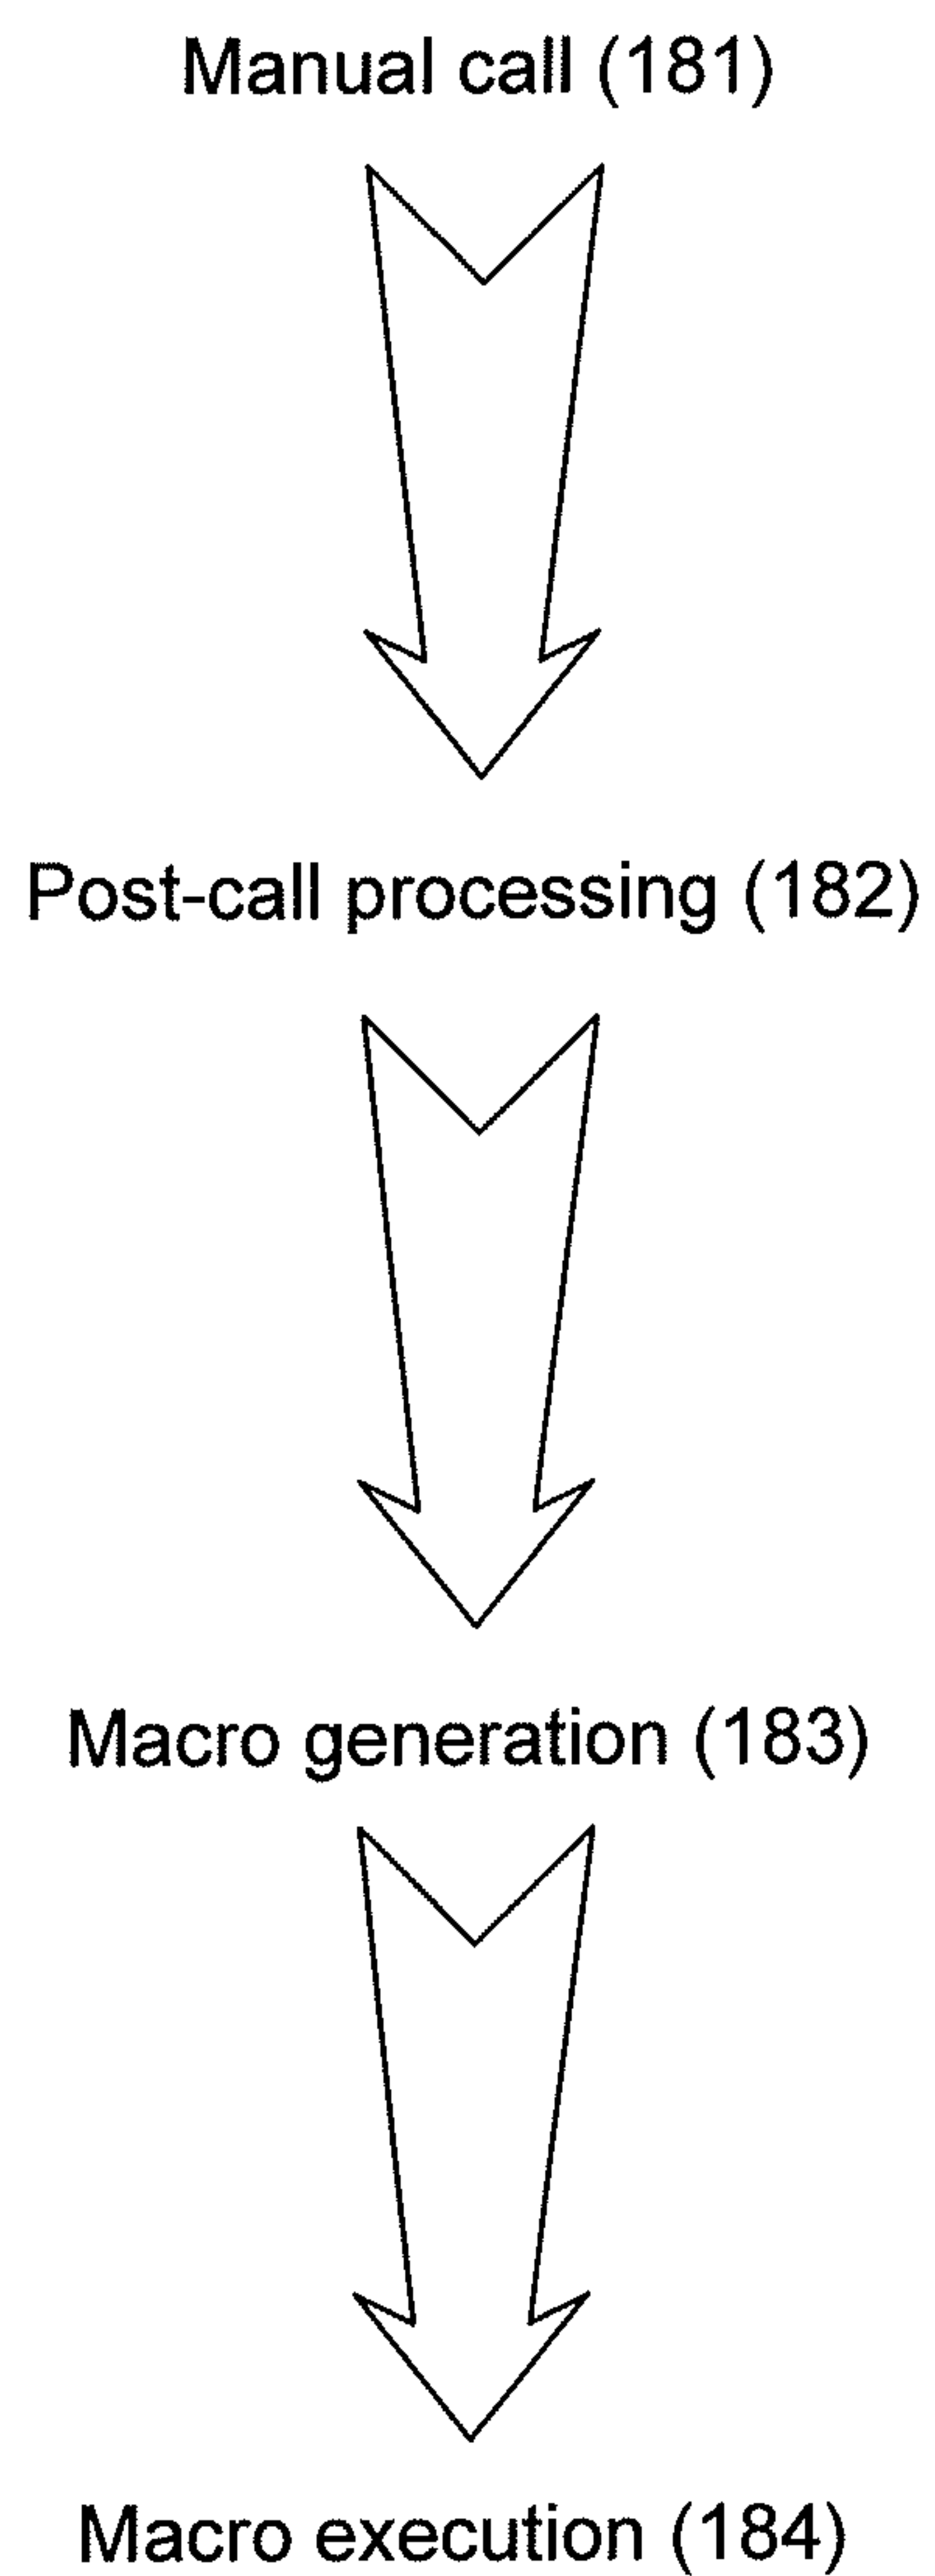 Manual call (181)
Post-call processing (182)
Macro generation (183)
Macro execution (184)